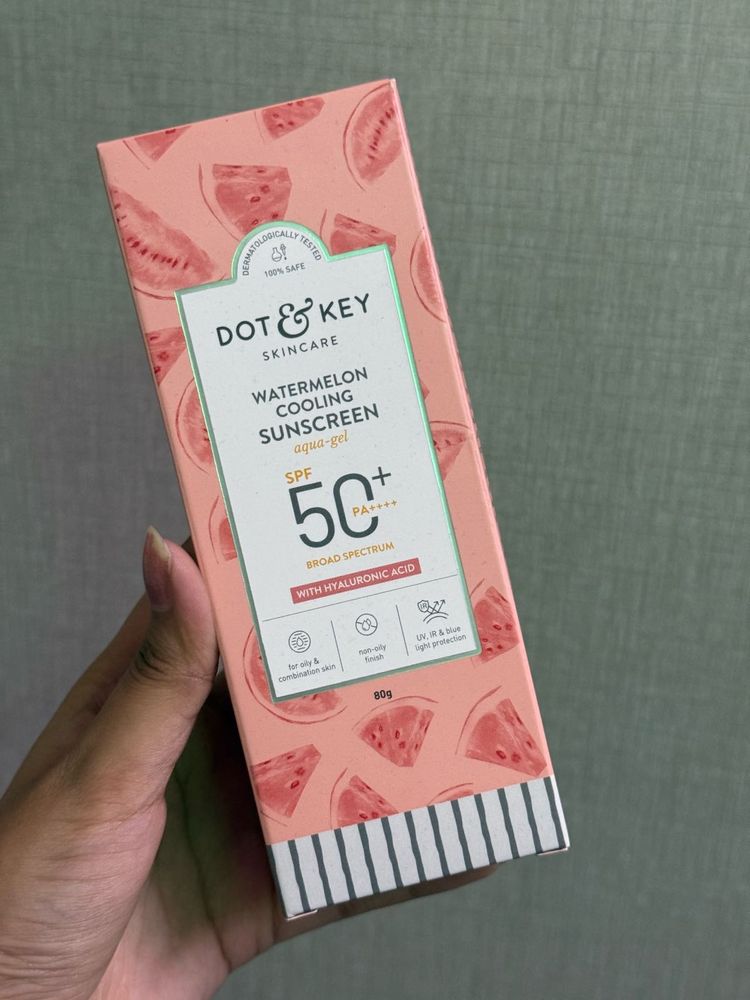 DERMATOLOGICALLY TESTED
100% SAFE
DOT & KEY
SKINCARE
WATERMELON
COOLING
SUNSCREEN
aqua-gel
SPF
50+
PA++++
BROAD SPECTRUM
WITH HYALURONIC ACID
for oily &
combination skin
non-oily
finish
IR
UV, IR & blue
light protection
80g